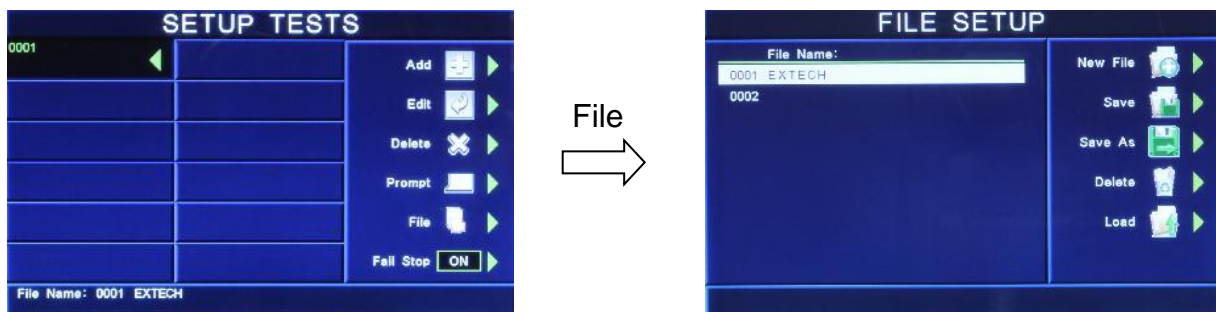 SETUP TESTS
0001
Add
Edit
Delete
Prompt
File
Fail Stop ON
File Name: 0001 EXTECH
File
FILE SETUP
File Name:
0001 EXTECH
0002
New File
Save
Save As
Delete
Load